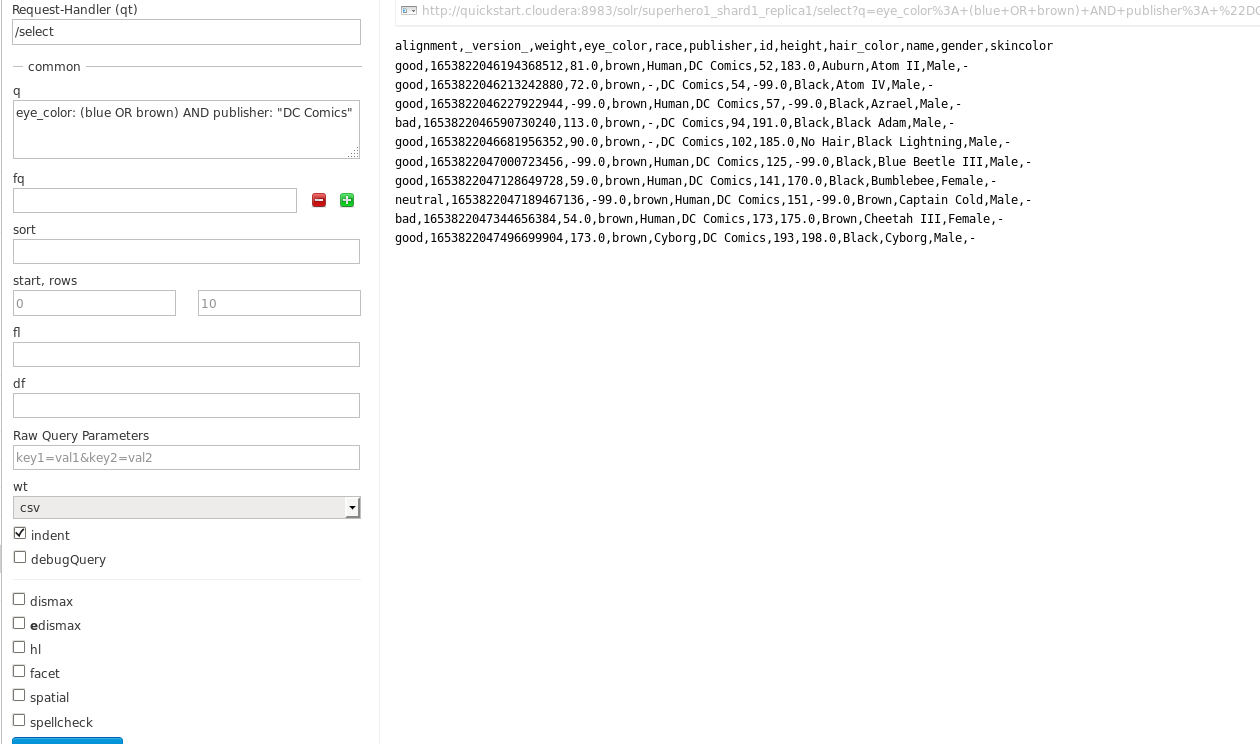 Request-Handler (qt)
/select
common
q
eye_color: (blue OR brown) AND publisher: "DC Comics"
fq
sort
start, rows
0 10
fl
df
Raw Query Parameters
key1=val1&key2=val2
wt
csv
indent
debugQuery
dismax
edismax
hl
facet
spatial
spellcheck
http://quickstart.cloudera:8983/solr/superhero1_shard1_replica1/select?q=eye_color%3A+(blue+OR+brown)+AND+publisher%3A+%22DC
alignment,_version_,weight,eye_color,race,publisher,id,height,hair_color,name,gender,skincolor
good,1653822046194368512,81.0,brown,Human,DC Comics,52,183.0,Auburn,Atom II,Male,-
good,1653822046213242880,72.0,brown,-,DC Comics,54,-99.0,Black,Atom IV,Male,-
good,1653822046227922944,-99.0,brown,Human,DC Comics,57,-99.0,Black,Azrael,Male,-
bad,1653822046590730240,113.0,brown,-,DC Comics,94,191.0,Black,Black Adam,Male,-
good,1653822046681956352,90.0,brown,-,DC Comics,102,185.0,No Hair,Black Lightning,Male,-
good,1653822047000723456,-99.0,brown,Human,DC Comics,125,-99.0,Black,Blue Beetle III,Male,-
good,1653822047128649728,59.0,brown,Human,DC Comics,141,170.0,Black,Bumblebee,Female,-
neutral,1653822047189467136,-99.0,brown,Human,DC Comics,151,-99.0,Brown,Captain Cold,Male,-
bad,1653822047344656384,54.0,brown,Human,DC Comics,173,175.0,Brown,Cheetah III,Female,-
good,1653822047496699904,173.0,brown,Cyborg,DC Comics,193,198.0,Black,Cyborg,Male,-